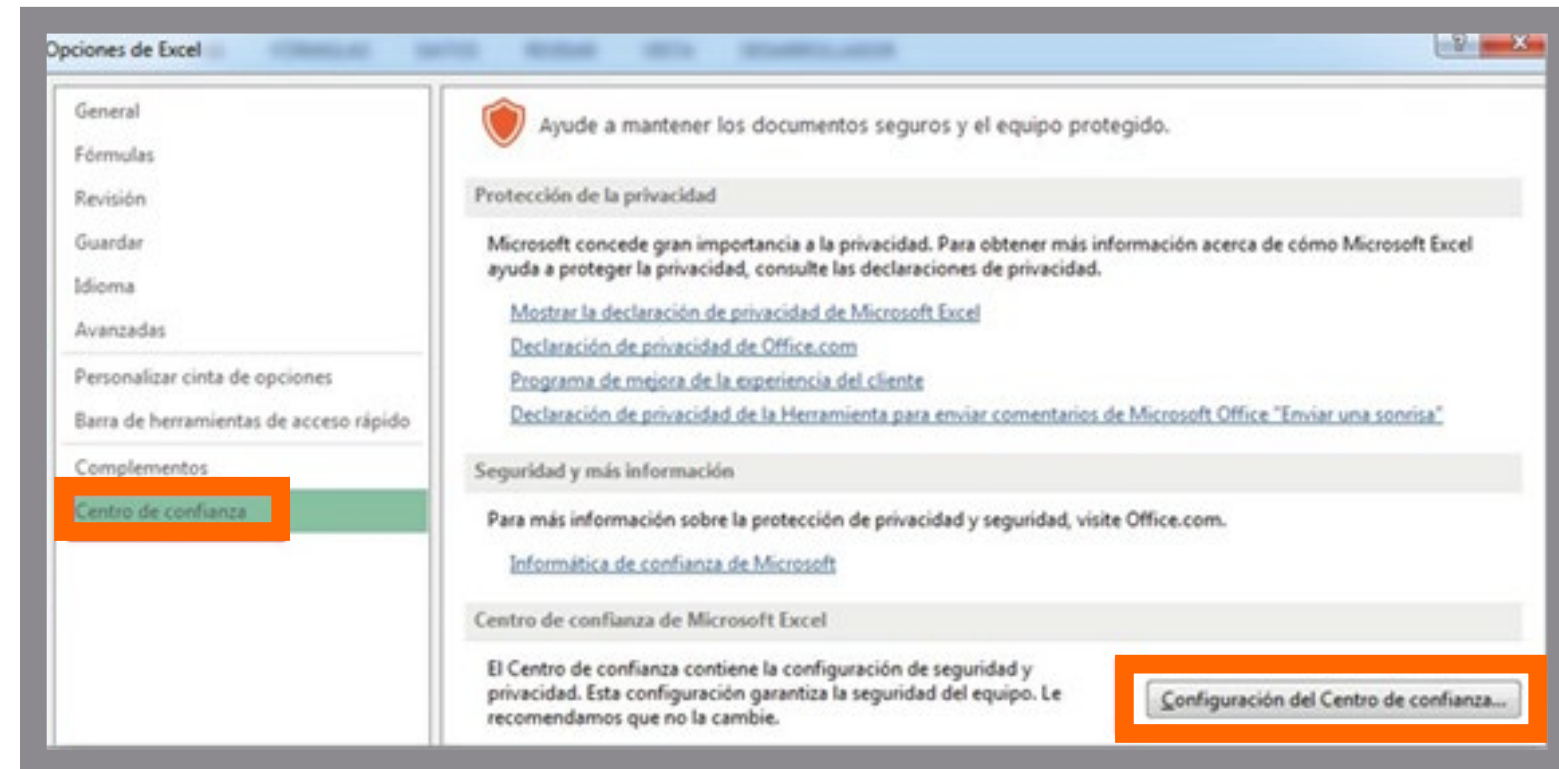 Opciones de Excel
General
Fórmulas
Revisión
Guardar
Idioma
Avanzadas
Personalizar cinta de opciones
Barra de herramientas de acceso rápido
Complementos
Centro de confianza
Ayude a mantener los documentos seguros y el equipo protegido.
Protección de la privacidad
Microsoft concede gran importancia a la privacidad. Para obtener más información acerca de cómo Microsoft Excel
ayuda a proteger la privacidad, consulte las declaraciones de privacidad.
Mostrar la declaración de privacidad de Microsoft Excel
Declaración de privacidad de Office.com
Programa de mejora de la experiencia del cliente
Declaración de privacidad de la Herramienta para enviar comentarios de Microsoft Office "Enviar una sonrisa"
Seguridad y más información
Para más información sobre la protección de privacidad y seguridad, visite Office.com.
Informática de confianza de Microsoft
Centro de confianza de Microsoft Excel
El Centro de confianza contiene la configuración de seguridad y
privacidad. Esta configuración garantiza la seguridad del equipo. Le
recomendamos que no la cambie.
Configuración del Centro de confianza...